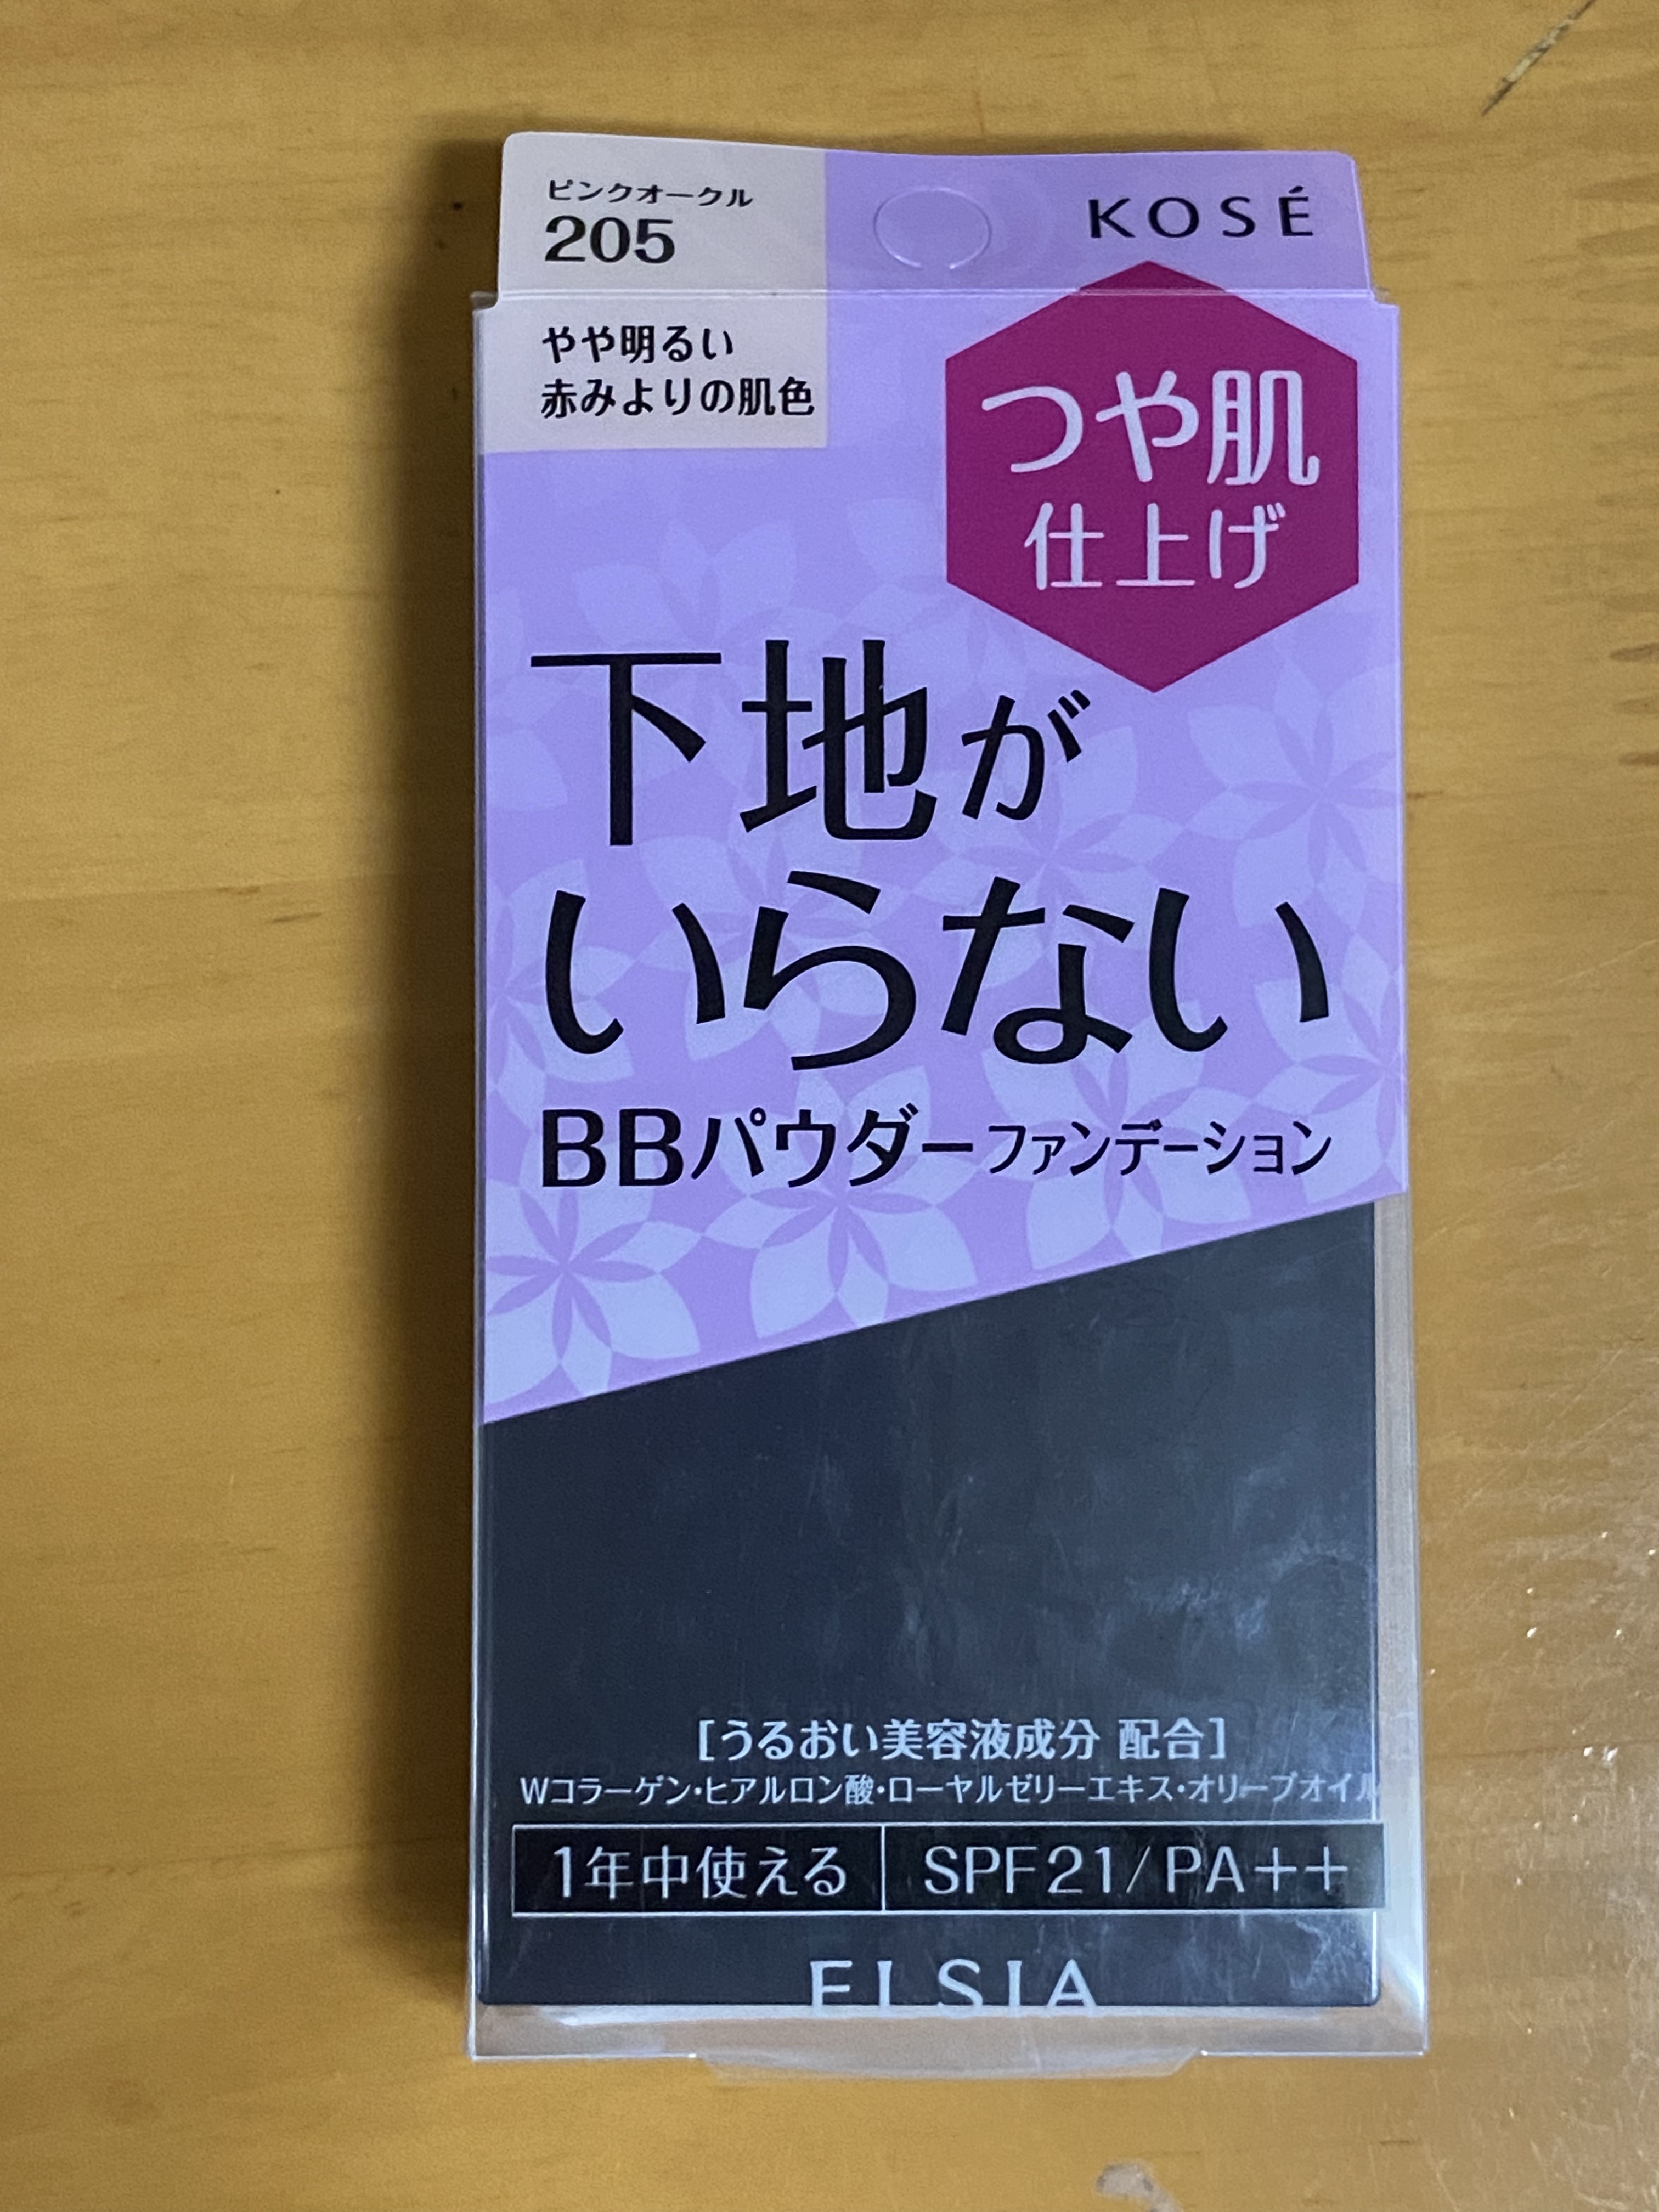 ピンクオークル
205
KOSÉ
やや明るい
赤みよりの肌色
つや肌
仕上げ
下地が
いらない
BBパウダーファンデーション
[うるおい美容液成分 配合]
Wコラーゲン・ヒアルロン酸・ローヤルゼリーエキス・オリーブオイル
1年中使える
SPF21/PA++
ELSIA